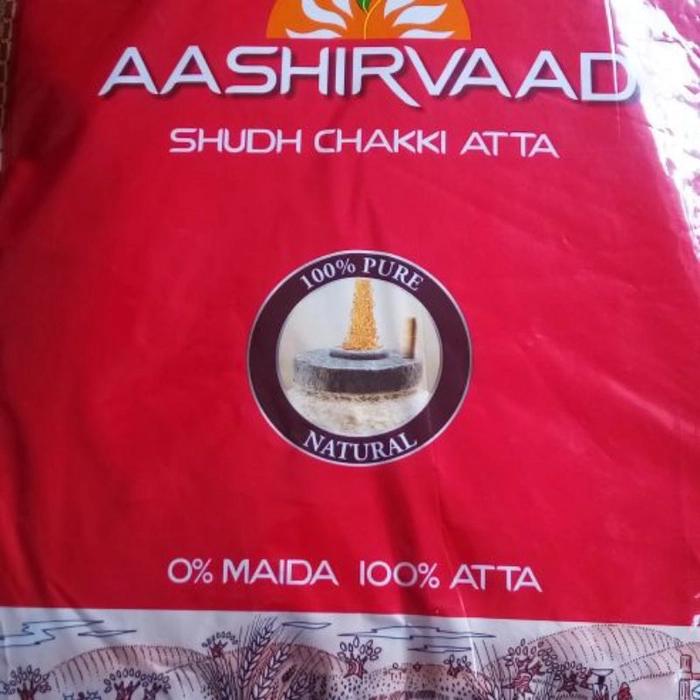 AASHIRVAAD
SHUDH CHAKKI ATTA
100% PURE
NATURAL
0% MAIDA 100% ATTA